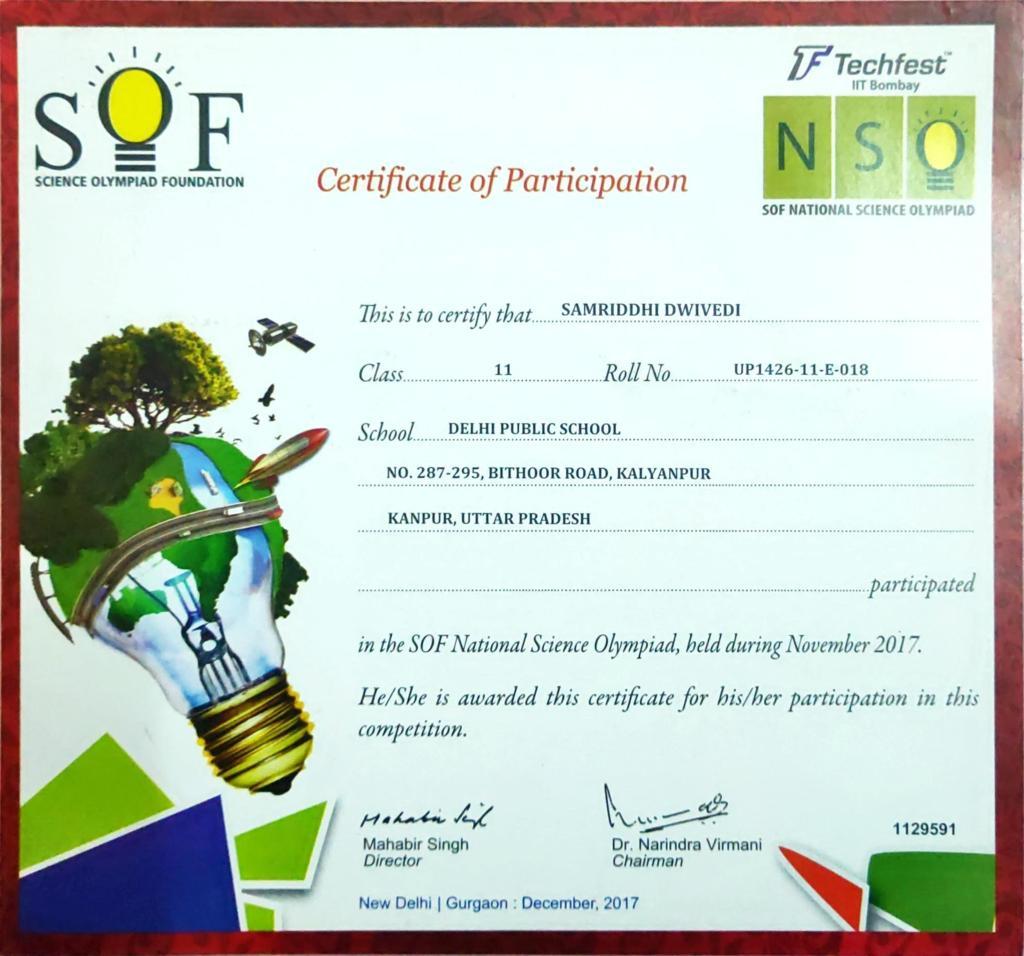 SOF
SCIENCE OLYMPIAD FOUNDATION
TF Techfest™
IIT Bombay
NSO
SOF NATIONAL SCIENCE OLYMPIAD
Certificate of Participation
This is to certify that SAMRIDDHI DWIVEDI
Class 11 Roll No UP1426-11-E-018
School DELHI PUBLIC SCHOOL
NO. 287-295, BITHOOR ROAD, KALYANPUR
KANPUR, UTTAR PRADESH
participated
in the SOF National Science Olympiad, held during November 2017.
He/She is awarded this certificate for his/her participation in this
competition.
Mahabir Singh
Mahabir Singh
Director
Dr. Narindra Virmani
Chairman
1129591
New Delhi | Gurgaon : December, 2017